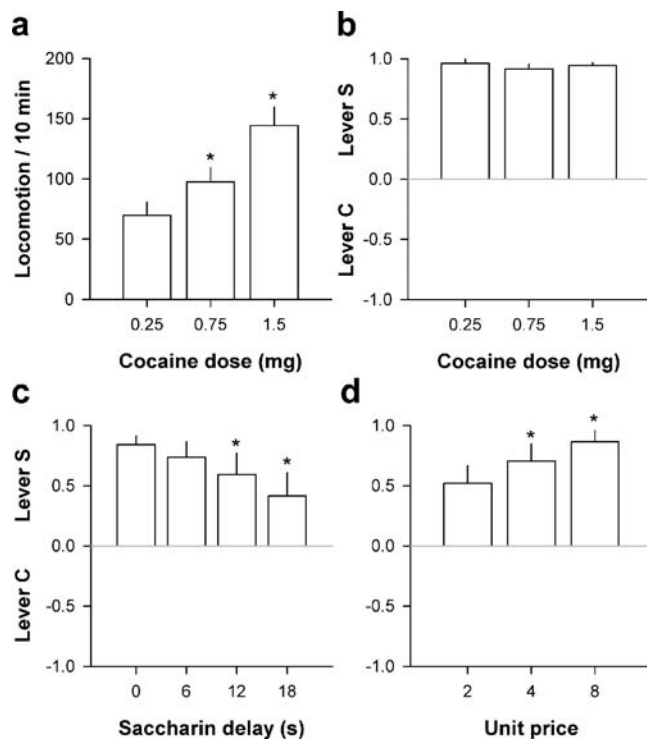 a
Locomotion / 10 min
200
150
100
50
0
*
*
0.25 0.75 1.5
Cocaine dose (mg)
b
Lever C Lever S
1.0
0.5
0.0
-0.5
-1.0
0.25 0.75 1.5
Cocaine dose (mg)
c
Lever C Lever S
1.0
0.5
0.0
-0.5
-1.0
*
*
0 6 12 18
Saccharin delay (s)
d
Lever C Lever S
1.0
0.5
0.0
-0.5
-1.0
*
*
2 4 8
Unit price